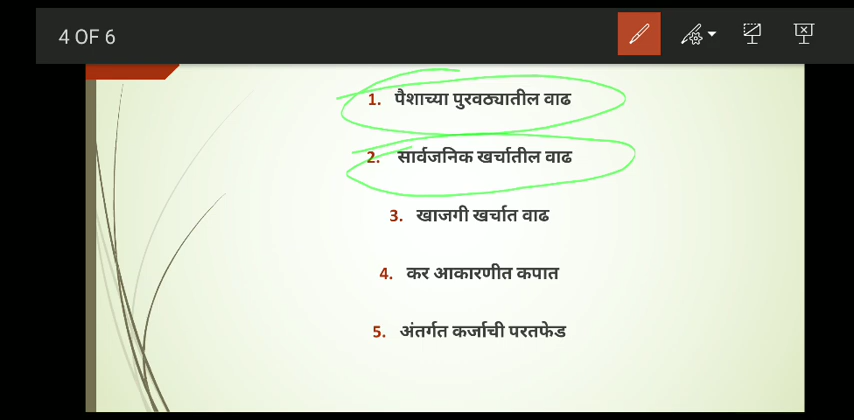 4 OF 6
1. पैशाच्या पुरवठ्यातील वाढ
2. सार्वजनिक खर्चातील वाढ
3. खाजगी खर्चात वाढ
4. कर आकारणीत कपात
5. अंतर्गत कर्जाची परतफेड